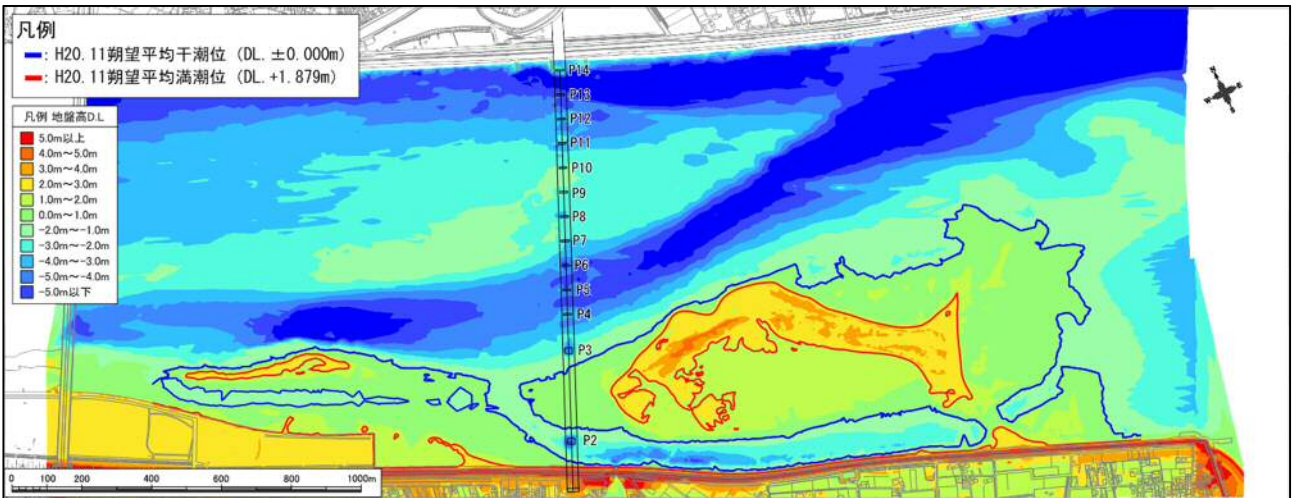 凡例
: H20.11朔望平均干潮位 (DL. ±0.000m)
: H20.11朔望平均満潮位 (DL. +1.879m)
凡例 地盤高D.L
5.0m以上
4.0m～5.0m
3.0m～4.0m
2.0m～3.0m
1.0m～2.0m
0.0m～1.0m
-2.0m～-1.0m
-3.0m～-2.0m
-4.0m～-3.0m
-5.0m～-4.0m
-5.0m以下
P14
P13
P12
P11
P10
P9
P8
P7
P6
P5
P4
P3
P2
0 200 400 600 800 1000m